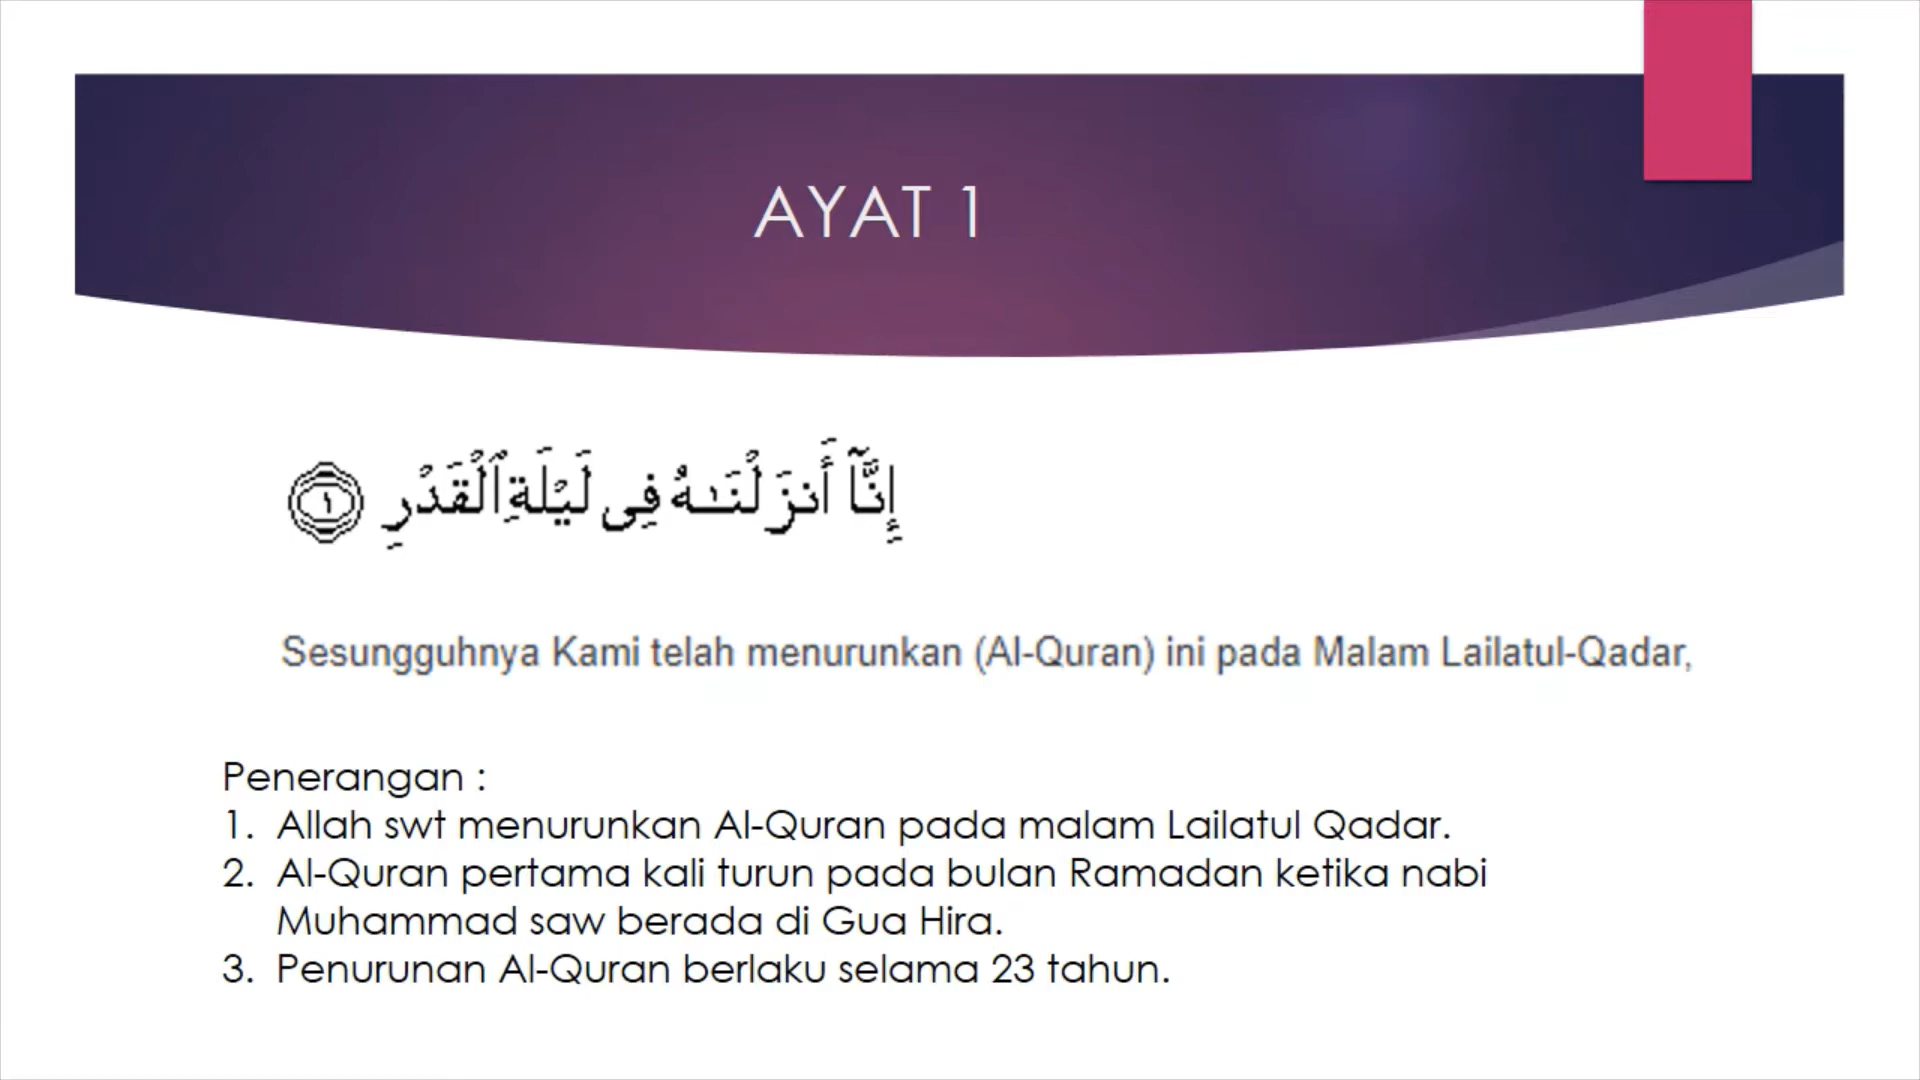 AYAT 1
إِنَّآ أَنزَلْنَـٰهُ فِى لَيْلَةِ ٱلْقَدْرِ ١
Sesungguhnya Kami telah menurunkan (Al-Quran) ini pada Malam Lailatul-Qadar,
Penerangan :
1. Allah swt menurunkan Al-Quran pada malam Lailatul Qadar.
2. Al-Quran pertama kali turun pada bulan Ramadan ketika nabi
Muhammad saw berada di Gua Hira.
3. Penurunan Al-Quran berlaku selama 23 tahun.